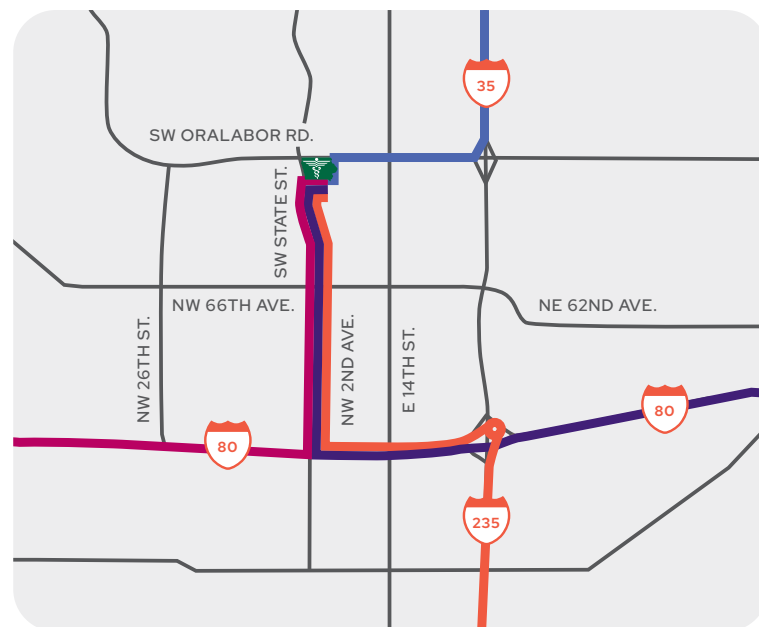 35
SW ORALABOR RD.
SW STATE ST.
NW 66TH AVE.
NE 62ND AVE.
NW 26TH ST.
NW 2ND AVE.
E 14TH ST.
80
80
235